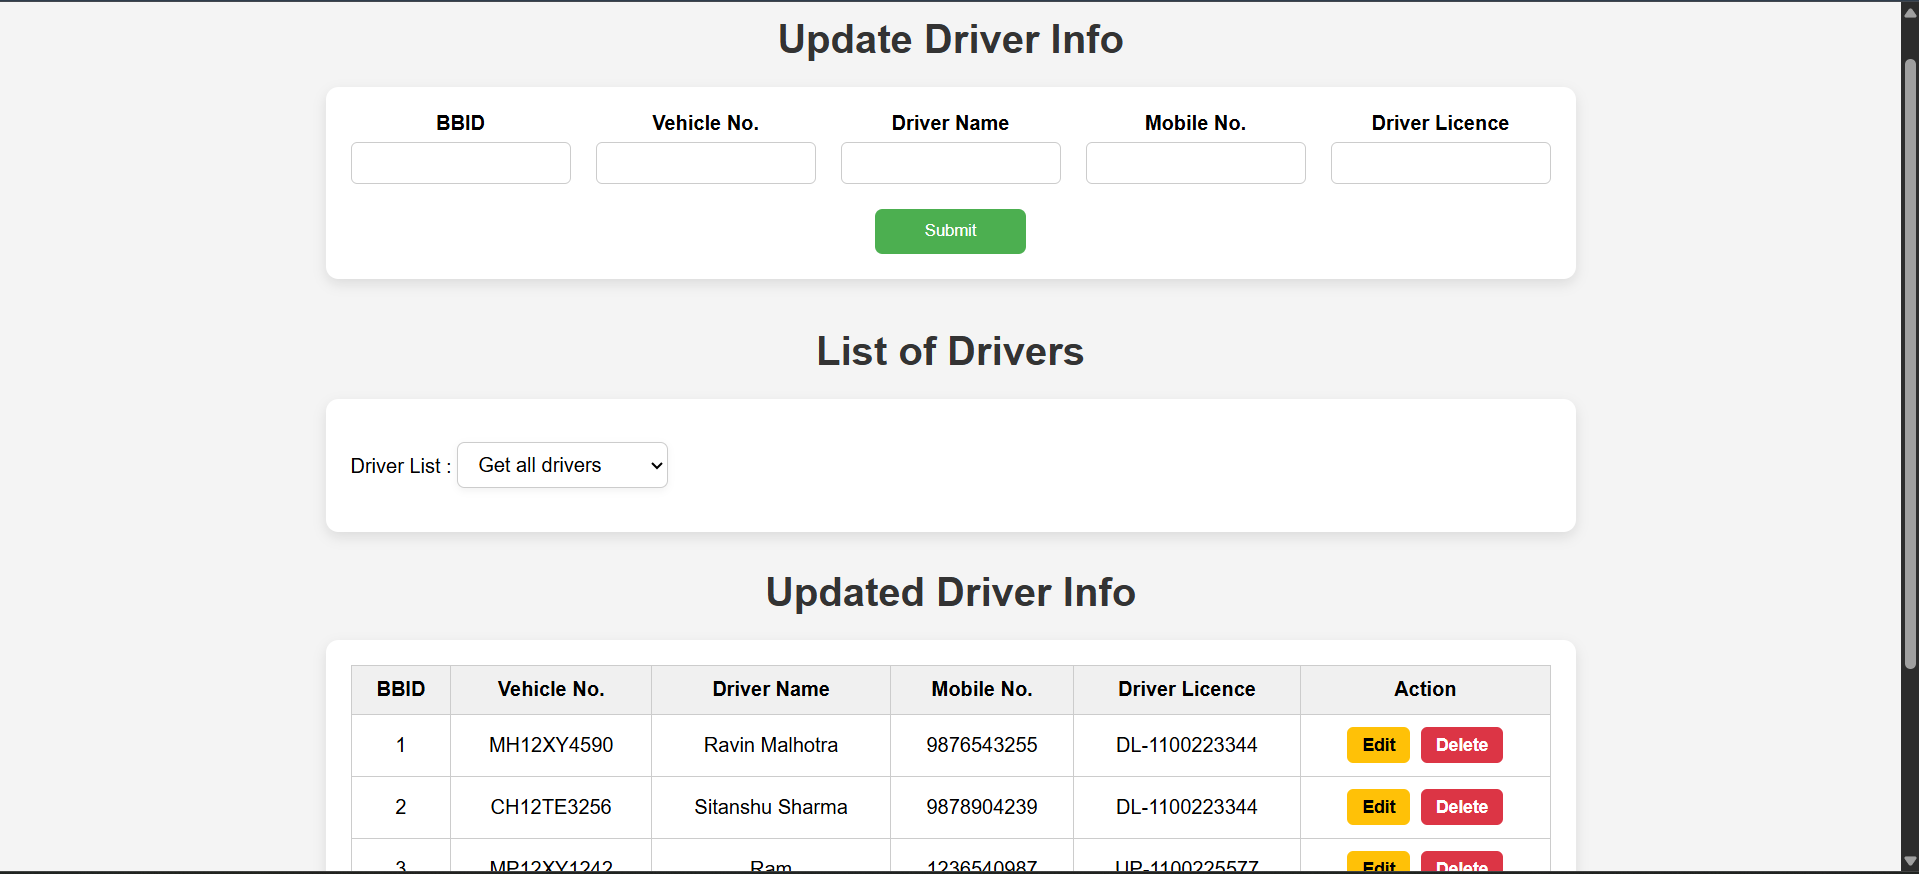 Update Driver Info
BBID Vehicle No. Driver Name Mobile No. Driver Licence
Submit
List of Drivers
Driver List : Get all drivers
Updated Driver Info
BBID Vehicle No. Driver Name Mobile No. Driver Licence Action
1 MH12XY4590 Ravin Malhotra 9876543255 DL-1100223344 Edit Delete
2 CH12TE3256 Sitanshu Sharma 9878904239 DL-1100223344 Edit Delete
3 MP12XY1242 Ram 1236540987 UP-1100225577 Edit Delete